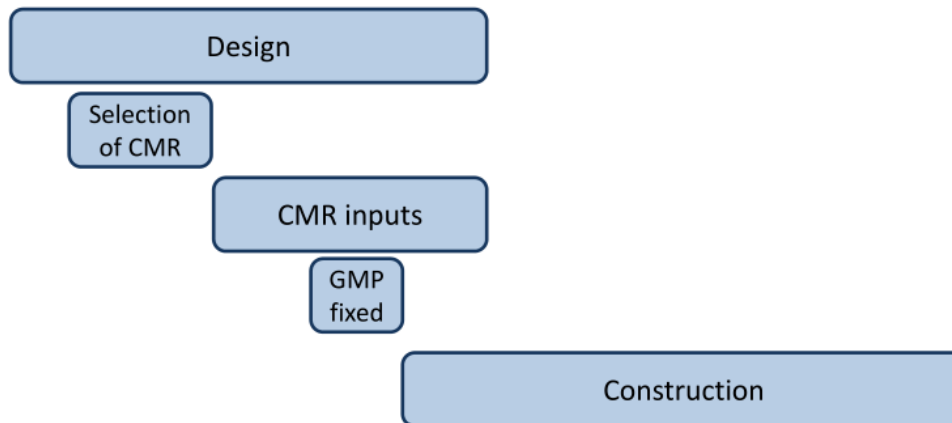 Design
Selection
of CMR
CMR inputs
GMP
fixed
Construction